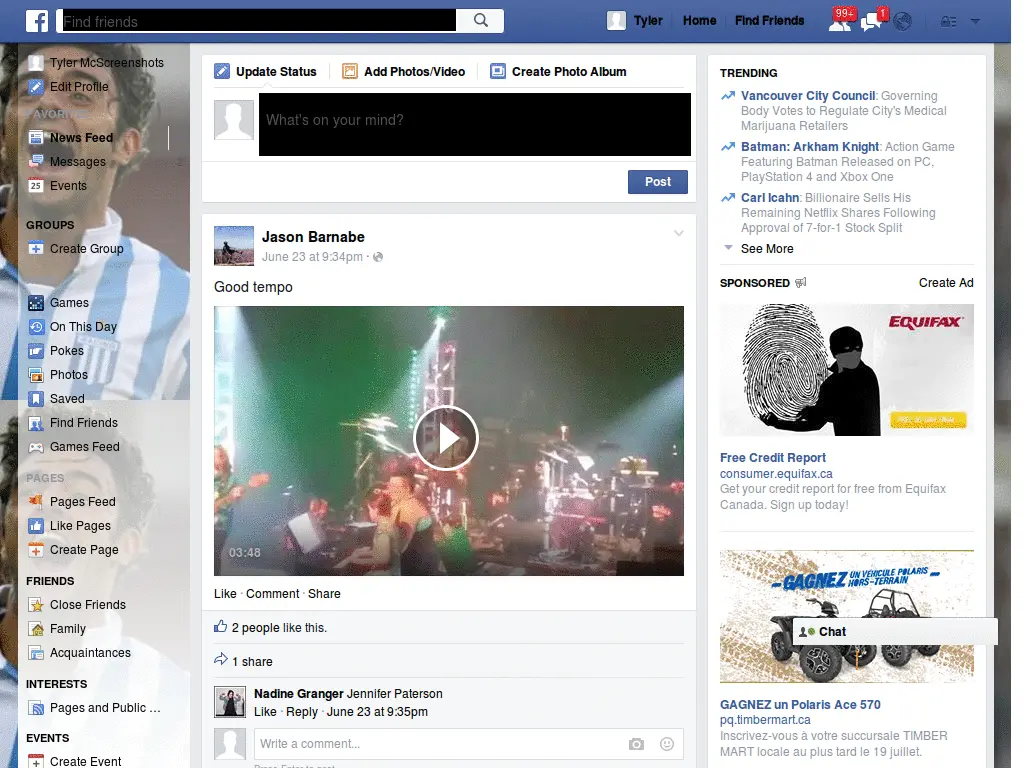 f Find friends
Tyler Home Find Friends 99+ 1
Tyler McScreenshots
Edit Profile
FAVORITES
News Feed
Messages 2
25 Events
GROUPS
Create Group
Games
On This Day
Pokes
Photos
Saved
Find Friends
Games Feed
PAGES
Pages Feed
Like Pages
Create Page
FRIENDS
Close Friends
Family
Acquaintances
INTERESTS
Pages and Public ...
EVENTS
Create Event
Update Status Add Photos/Video Create Photo Album
What's on your mind?
Post
Jason Barnabe
June 23 at 9:34pm ·
Good tempo
03:48
Like · Comment · Share
2 people like this.
1 share
Nadine Granger Jennifer Paterson
Like · Reply · June 23 at 9:35pm
Write a comment...
Press Enter to post.
TRENDING
Vancouver City Council: Governing
Body Votes to Regulate City's Medical
Marijuana Retailers
Batman: Arkham Knight: Action Game
Featuring Batman Released on PC,
PlayStation 4 and Xbox One
Carl Icahn: Billionaire Sells His
Remaining Netflix Shares Following
Approval of 7-for-1 Stock Split
See More
SPONSORED Create Ad
EQUIFAX
Free Credit Report
consumer.equifax.ca
Get your credit report for free from Equifax
Canada. Sign up today!
GAGNEZ UN VÉHICULE POLARIS
HORS-TERRAIN
Chat
GAGNEZ un Polaris Ace 570
pq.timbermart.ca
Inscrivez-vous à votre succursale TIMBER
MART locale au plus tard le 19 juillet.